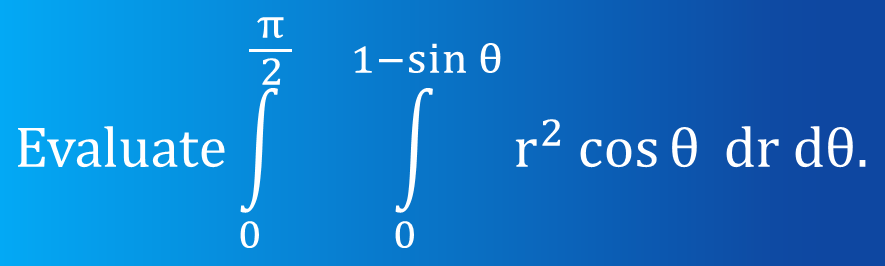 Evaluate ∫₀^(π/2) ∫₀^(1−sin θ) r² cos θ dr dθ.